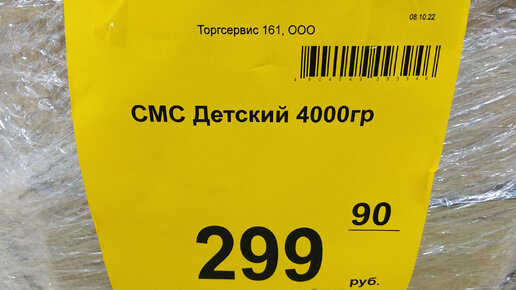 08.10.22
Торгсервис 161, ООО
СМС Детский 4000гр
299 90
руб.